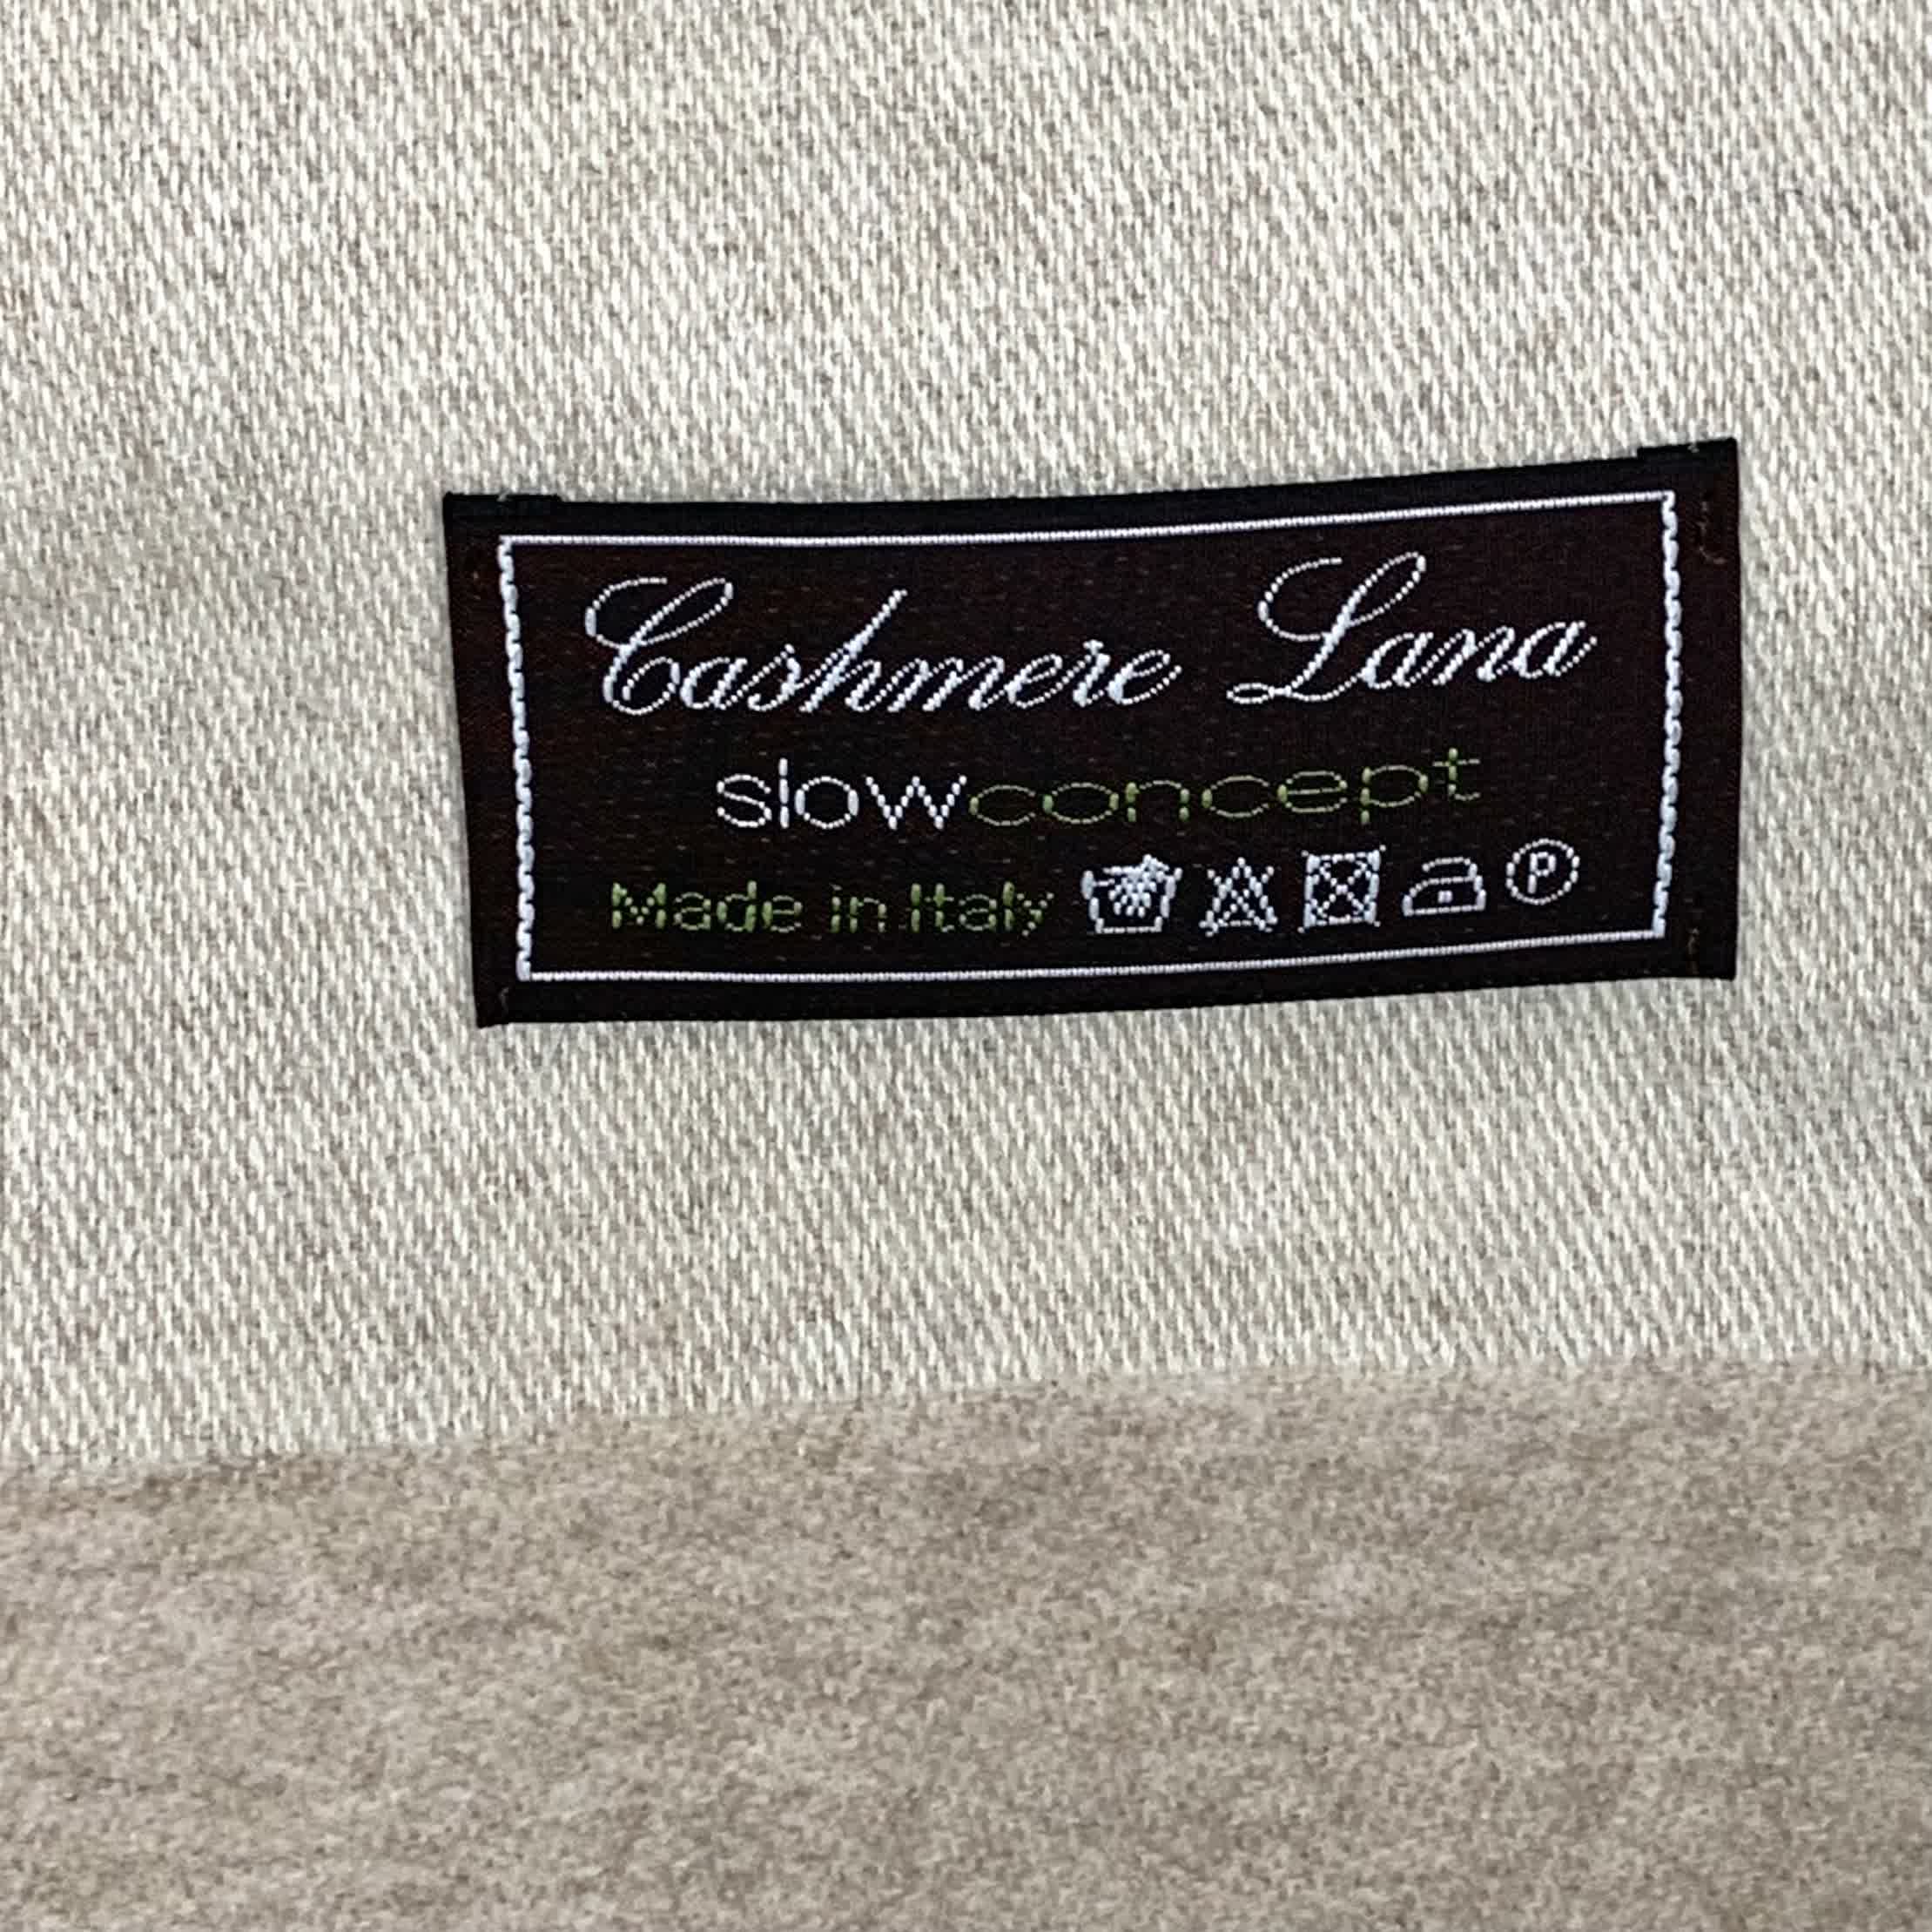 Cashmere Lana
slowconcept
Made in Italy P